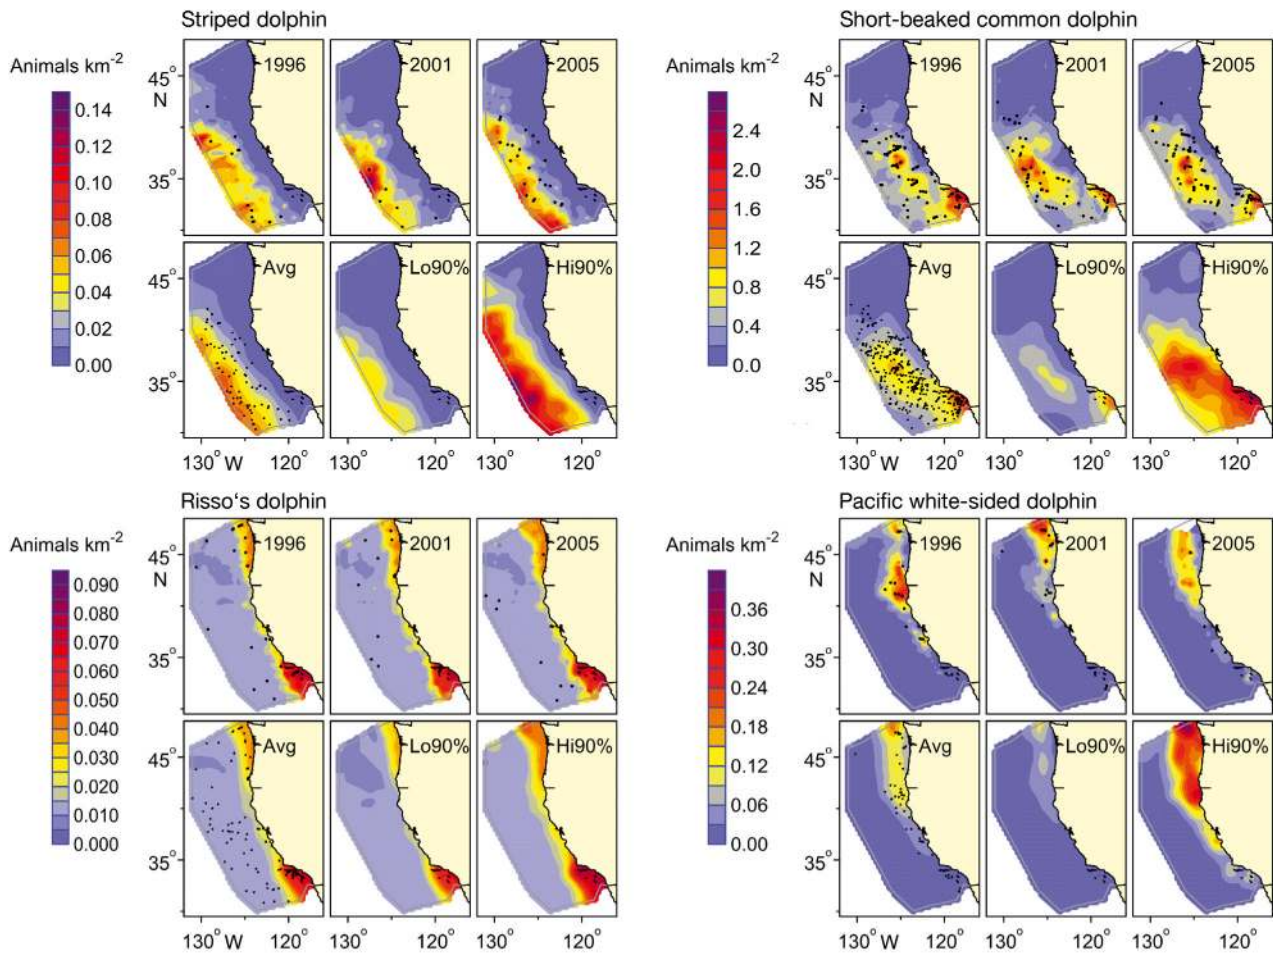 Striped dolphin
Animals km-2
0.14
0.12
0.10
0.08
0.06
0.04
0.02
0.00
45°
N
35°
1996
2001
2005
45°
35°
Avg
Lo90%
Hi90%
130° W
120°
130°
120°
130°
120°
Short-beaked common dolphin
Animals km-2
2.4
2.0
1.6
1.2
0.8
0.4
0.0
45°
N
35°
1996
2001
2005
45°
35°
Avg
Lo90%
Hi90%
130° W
120°
130°
120°
130°
120°
Risso's dolphin
Animals km-2
0.090
0.080
0.070
0.060
0.050
0.040
0.030
0.020
0.010
0.000
45°
N
35°
1996
2001
2005
45°
35°
Avg
Lo90%
Hi90%
130° W
120°
130°
120°
130°
120°
Pacific white-sided dolphin
Animals km-2
0.36
0.30
0.24
0.18
0.12
0.06
0.00
45°
N
35°
1996
2001
2005
45°
35°
Avg
Lo90%
Hi90%
130° W
120°
130°
120°
130°
120°